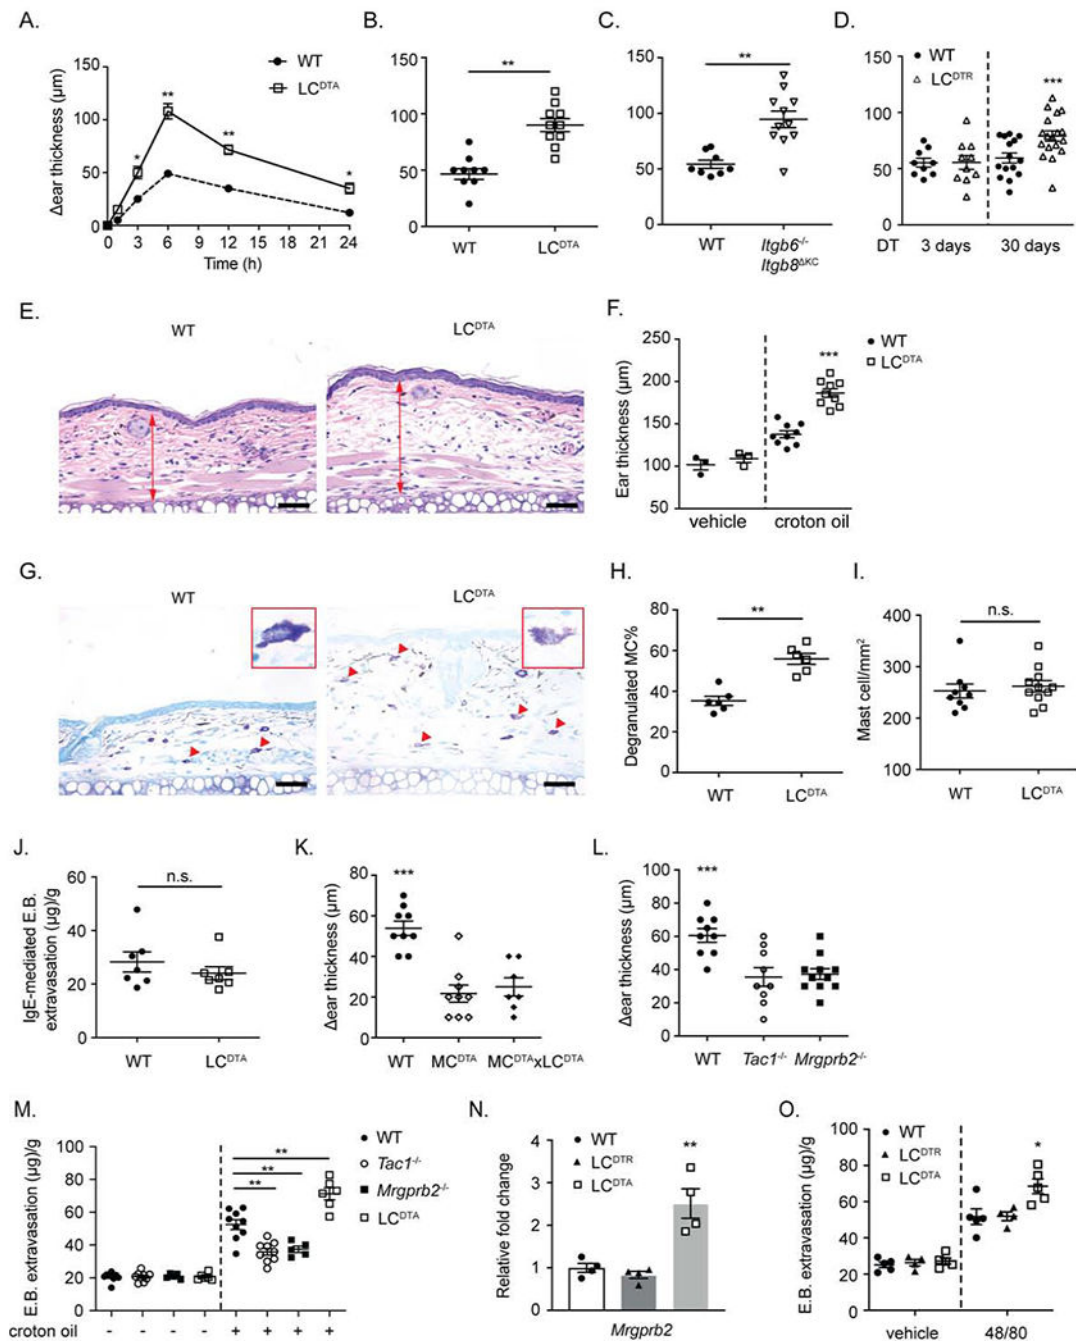 A.
Δear thickness (μm)
150
100
50
0
0 3 6 9 12 15 18 21 24
Time (h)
WT
LC^DTA
*
**
**
*
B.
150
100
50
0
**
WT LC^DTA
C.
150
100
50
0
**
WT Itgb6-/-
Itgb8ΔKC
D.
WT
LC^DTR
150
100
50
0
***
DT 3 days 30 days
E.
WT LC^DTA
F.
Ear thickness (μm)
250
200
150
100
50
***
WT
LC^DTA
vehicle croton oil
G.
WT LC^DTA
H.
Degranulated MC%
80
60
40
20
0
**
WT LC^DTA
I.
Mast cell/mm²
400
300
200
100
n.s.
WT LC^DTA
J.
IgE-mediated E.B.
extravasation (μg)/g
60
40
20
0
n.s.
WT LC^DTA
K.
Δear thickness (μm)
80
60
40
20
0
***
WT MC^DTA MC^DTAxLC^DTA
L.
Δear thickness (μm)
100
80
60
40
20
0
***
WT Tac1-/- Mrgprb2-/-
M.
E.B. extravasation (μg)/g
100
80
60
40
20
0
**
**
**
WT
Tac1-/-
Mrgprb2-/-
LC^DTA
croton oil - - - - + + + +
N.
Relative fold change
4
3
2
1
0
WT
LC^DTR
LC^DTA
**
Mrgprb2
O.
E.B. extravasation (μg)/g
100
80
60
40
20
0
WT
LC^DTR
LC^DTA
*
vehicle 48/80